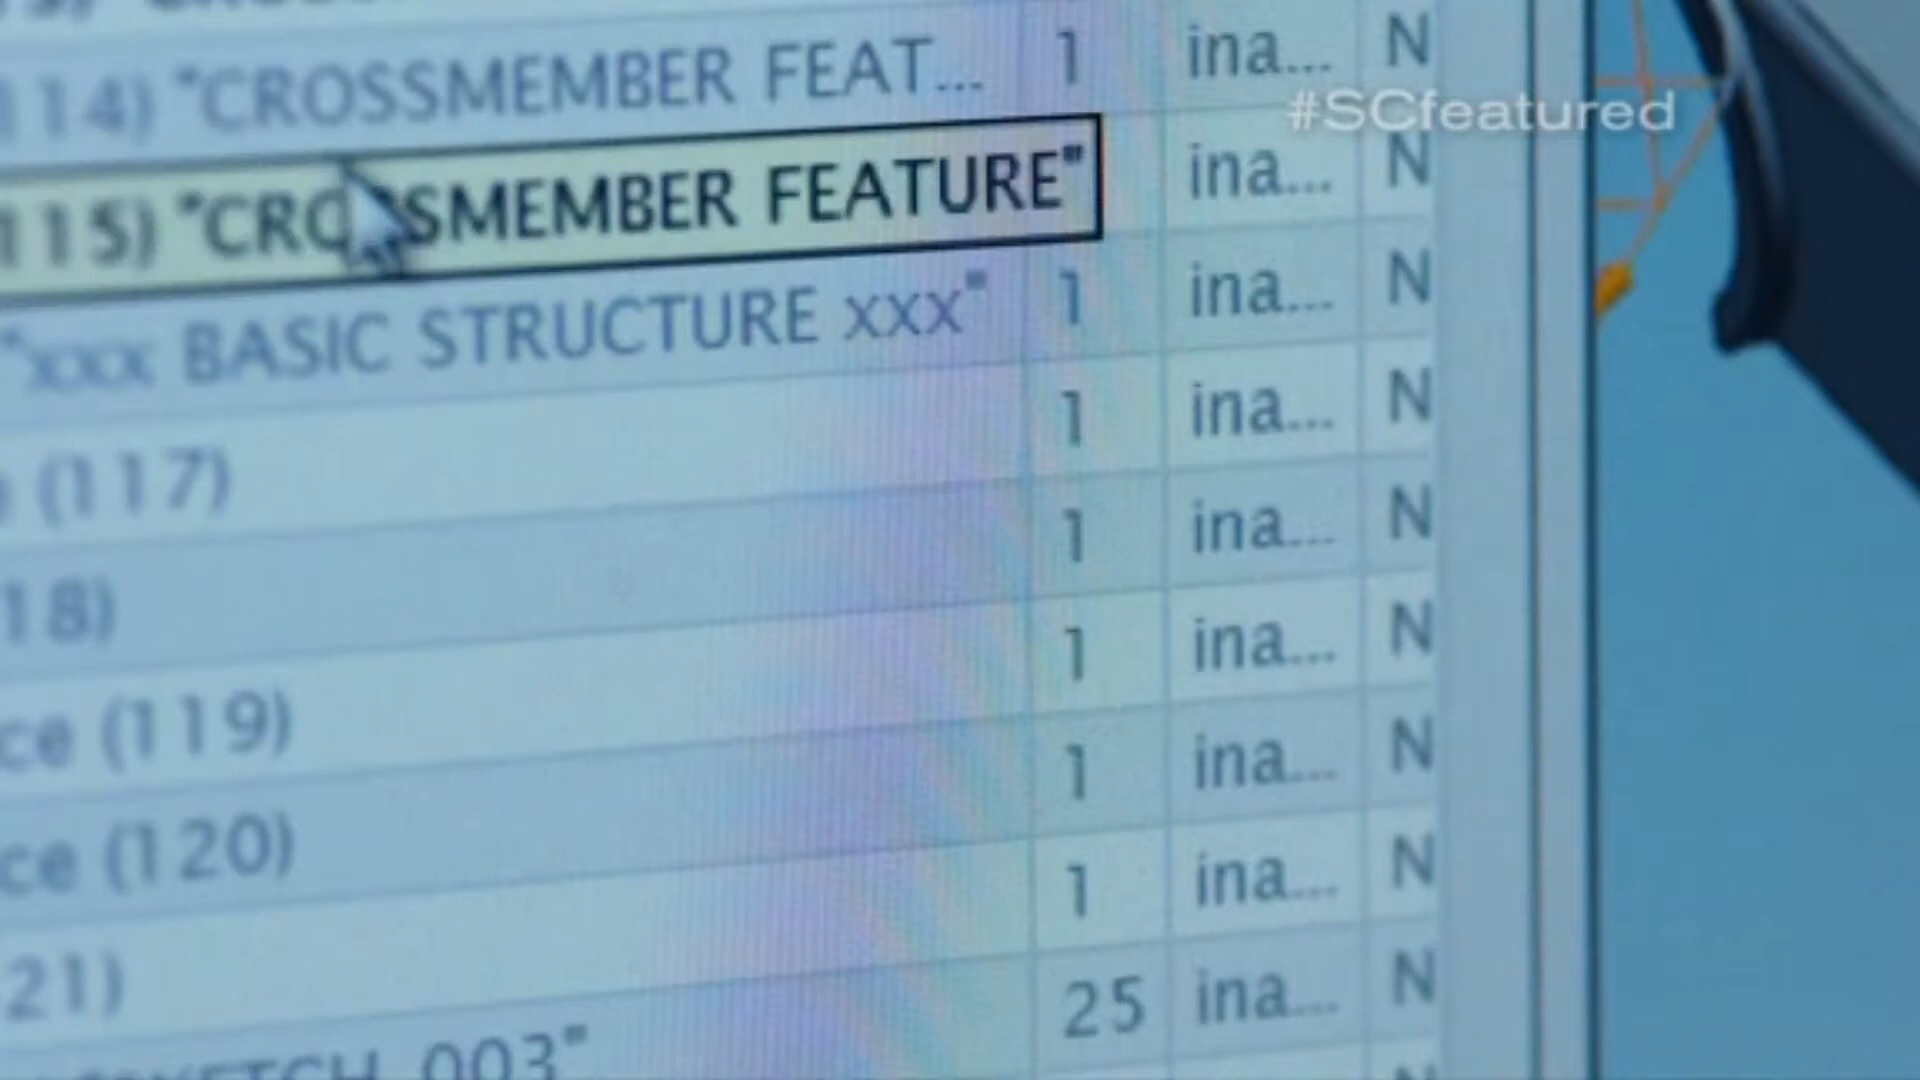 114) "CROSSMEMBER FEAT... 1 ina... N
#SCfeatured
115) "CROSSMEMBER FEATURE" ina... N
"xxx BASIC STRUCTURE xxx" 1 ina... N
(117) 1 ina... N
18) 1 ina... N
ce (119) 1 ina... N
ce (120) 1 ina... N
21) 1 ina... N
003" 25 ina... N